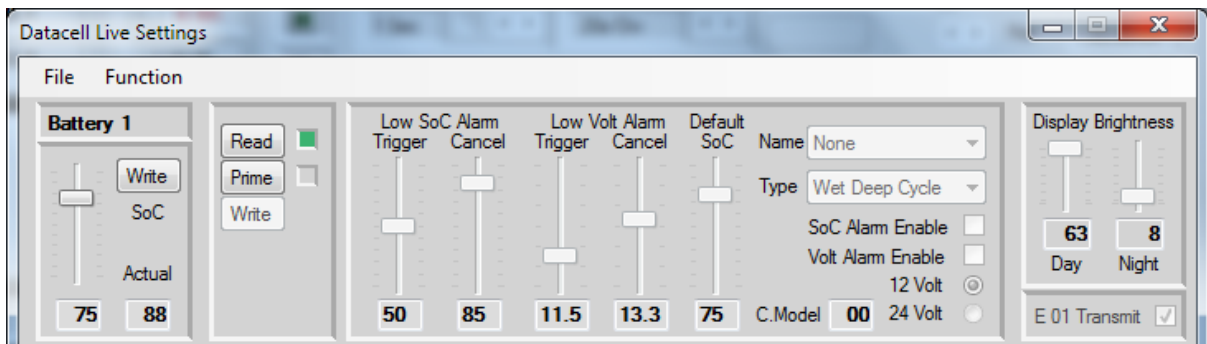 Datacell Live Settings
File Function
Battery 1
Write
SoC
Actual
75 88
Read
Prime
Write
Low SoC Alarm
Trigger Cancel
50 85
Low Volt Alarm
Trigger Cancel
11.5 13.3
Default
SoC
75
Name None
Type Wet Deep Cycle
SoC Alarm Enable
Volt Alarm Enable
12 Volt
C.Model 00 24 Volt
Display Brightness
63 8
Day Night
E 01 Transmit